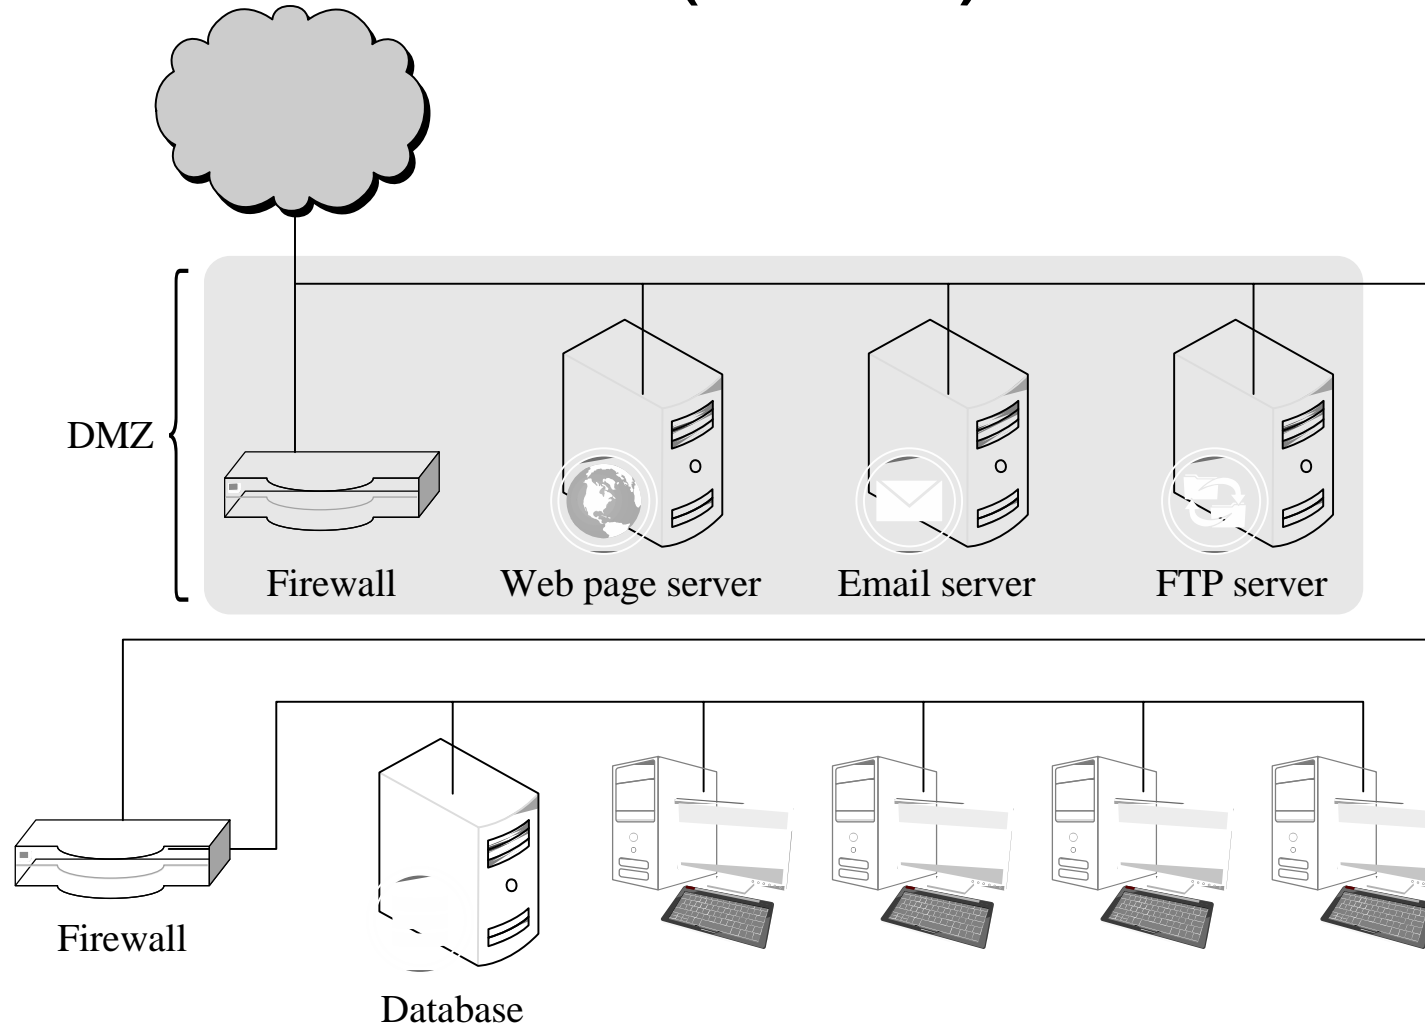 DMZ
Firewall
Web page server
Email server
FTP server
Firewall
Database